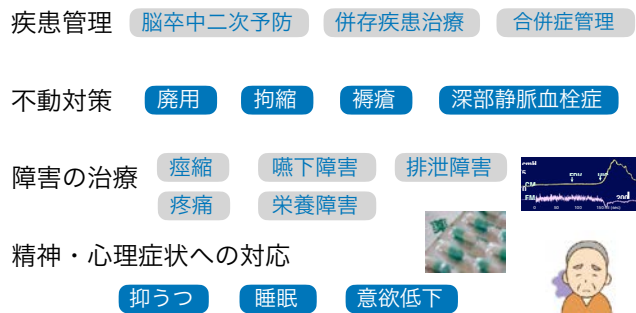 疾患管理 脳卒中二次予防 併存疾患治療 合併症管理
不動対策 廃用 拘縮 褥瘡 深部静脈血栓症
障害の治療 痙縮 嚥下障害 排泄障害
疼痛 栄養障害
精神・心理症状への対応
抑うつ 睡眠 意欲低下